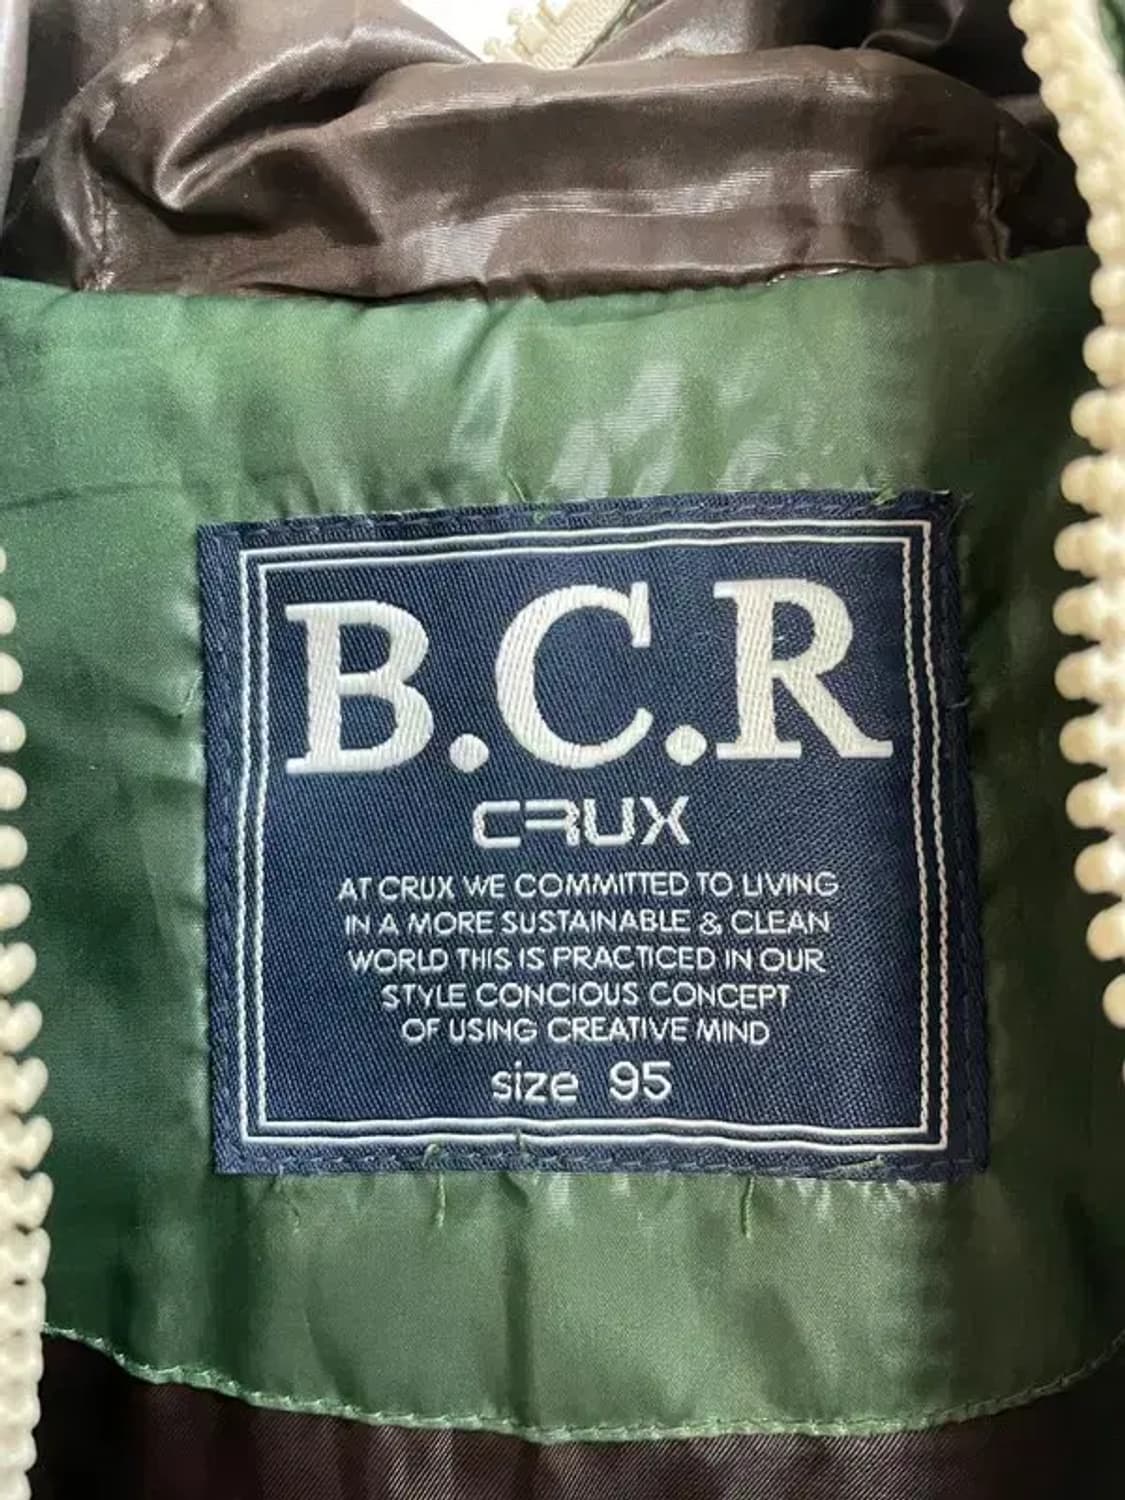 B.C.R
CRUX
AT CRUX WE COMMITTED TO LIVING
IN A MORE SUSTAINABLE & CLEAN
WORLD THIS IS PRACTICED IN OUR
STYLE CONCIOUS CONCEPT
OF USING CREATIVE MIND
size 95